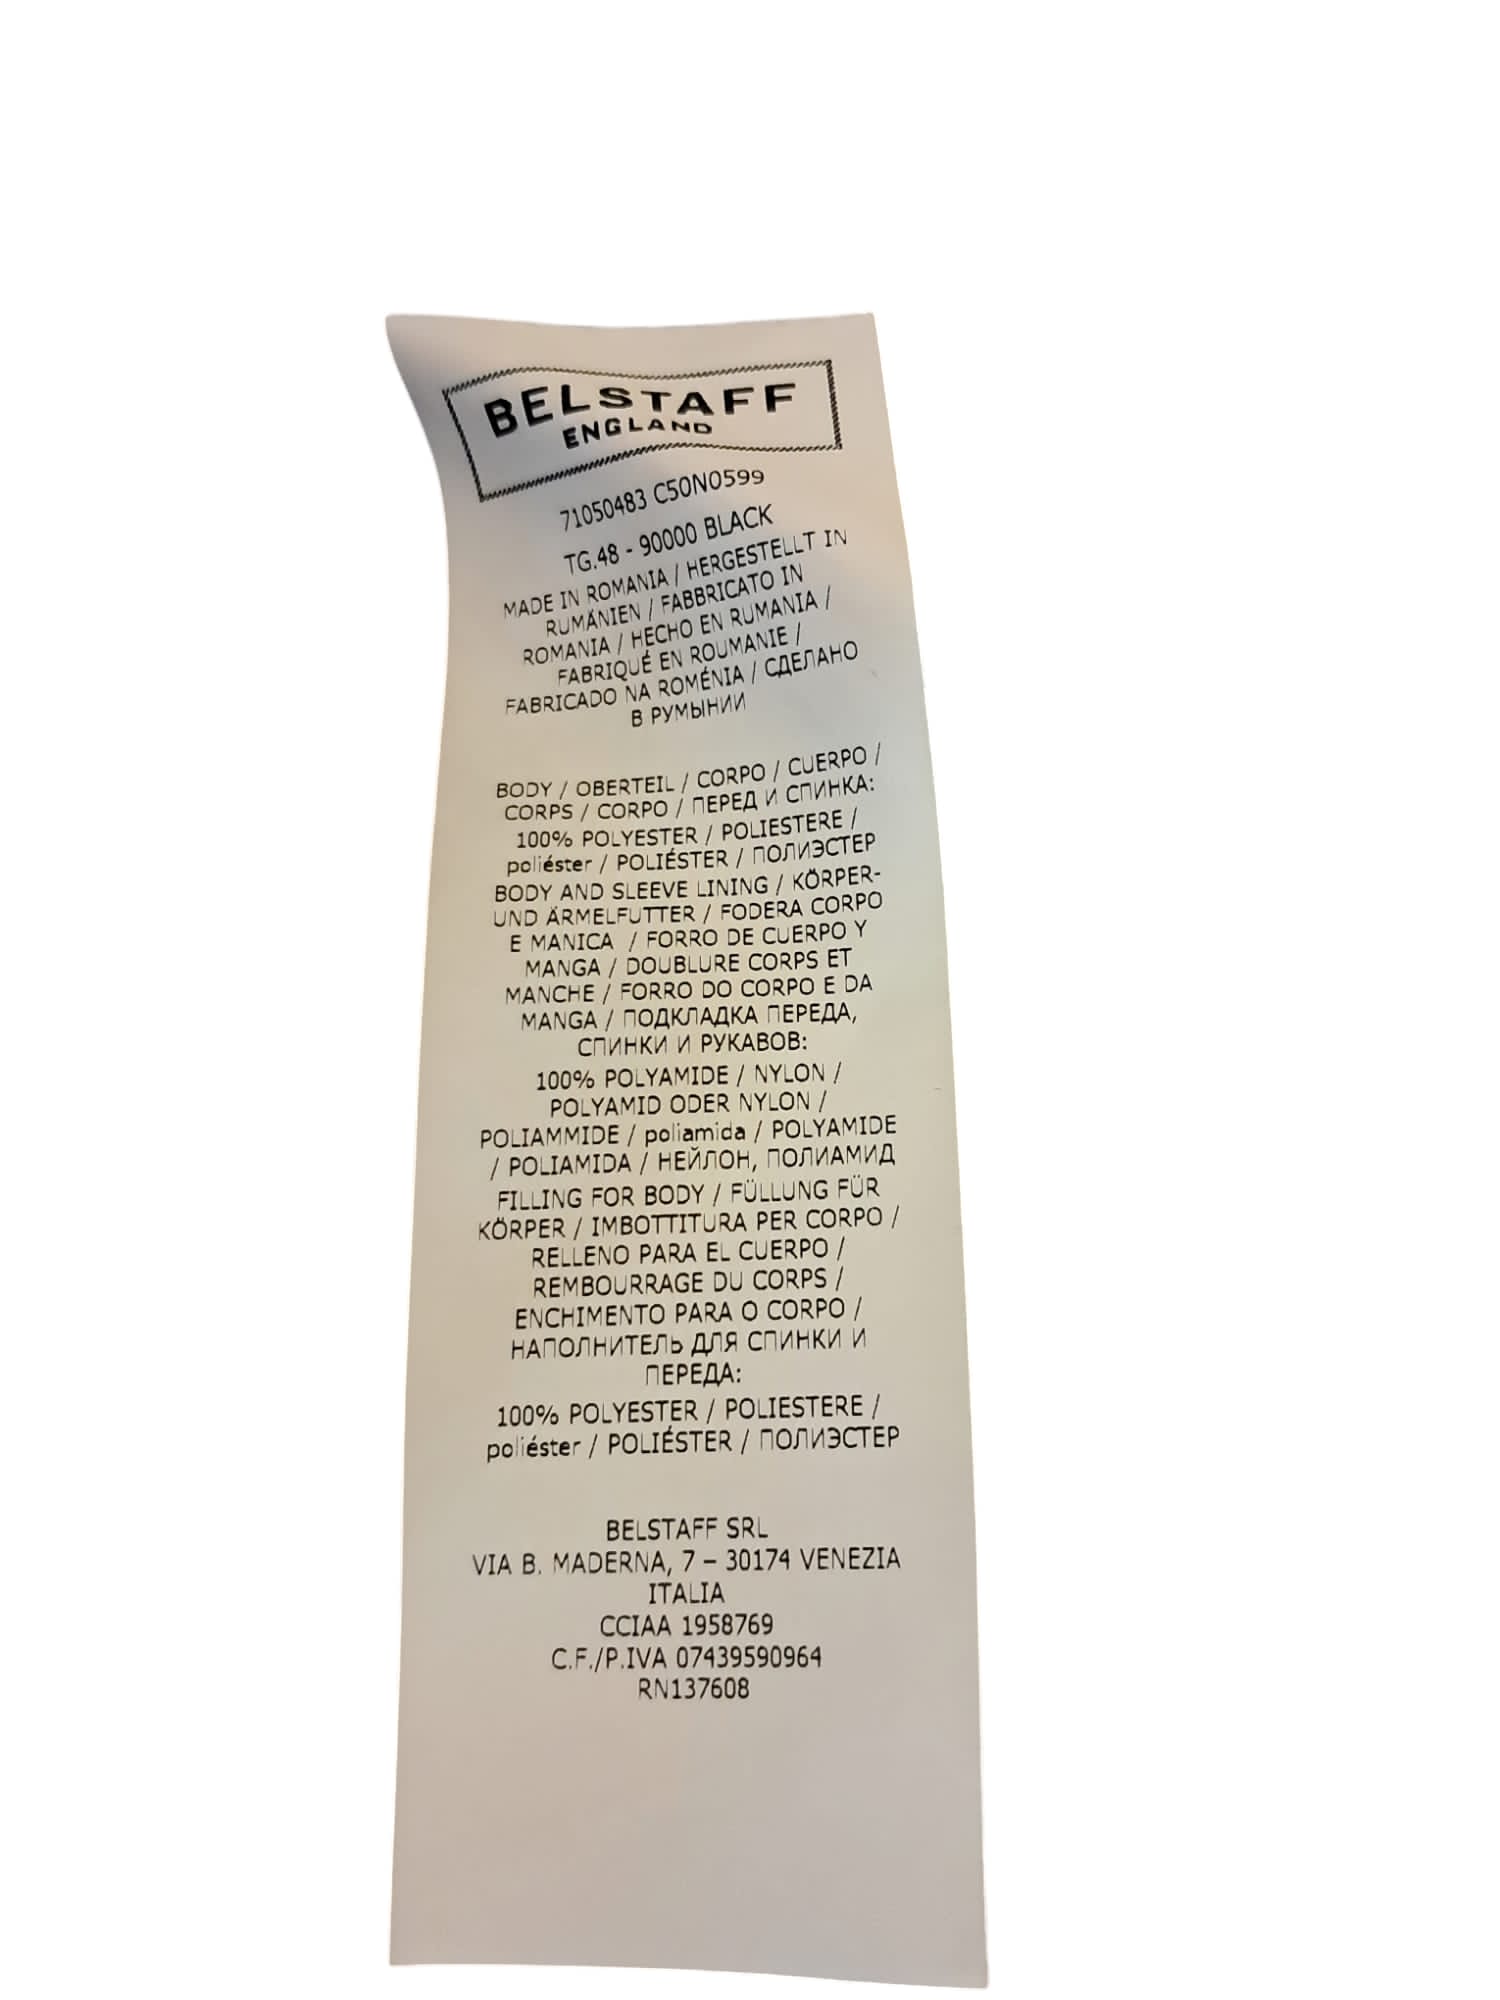 BELSTAFF
ENGLAND
71050483 C50N0599
TG.48 - 90000 BLACK
MADE IN ROMANIA / HERGESTELLT IN
RUMÄNIEN / FABBRICATO IN
ROMANIA / HECHO EN RUMANIA /
FABRIQUÉ EN ROUMANIE /
FABRICADO NA ROMÉNIA / СДЕЛАНО
В РУМЫНИИ
BODY / OBERTEIL / CORPO / CUERPO /
CORPS / CORPO / ПЕРЕД И СПИНКА:
100% POLYESTER / POLIESTERE /
poliéster / POLIÉSTER / ПОЛИЭСТЕР
BODY AND SLEEVE LINING / KÖRPER-
UND ÄRMELFUTTER / FODERA CORPO
E MANICA / FORRO DE CUERPO Y
MANGA / DOUBLURE CORPS ET
MANCHE / FORRO DO CORPO E DA
MANGA / ПОДКЛАДКА ПЕРЕДА,
СПИНКИ И РУКАВОВ:
100% POLYAMIDE / NYLON /
POLYAMID ODER NYLON /
POLIAMMIDE / poliamida / POLYAMIDE
/ POLIAMIDA / НЕЙЛОН, ПОЛИАМИД
FILLING FOR BODY / FÜLLUNG FÜR
KÖRPER / IMBOTTITURA PER CORPO /
RELLENO PARA EL CUERPO /
REMBOURRAGE DU CORPS /
ENCHIMENTO PARA O CORPO /
НАПОЛНИТЕЛЬ ДЛЯ СПИНКИ И
ПЕРЕДА:
100% POLYESTER / POLIESTERE /
poliéster / POLIÉSTER / ПОЛИЭСТЕР
BELSTAFF SRL
VIA B. MADERNA, 7 – 30174 VENEZIA
ITALIA
CCIAA 1958769
C.F./P.IVA 07439590964
RN137608